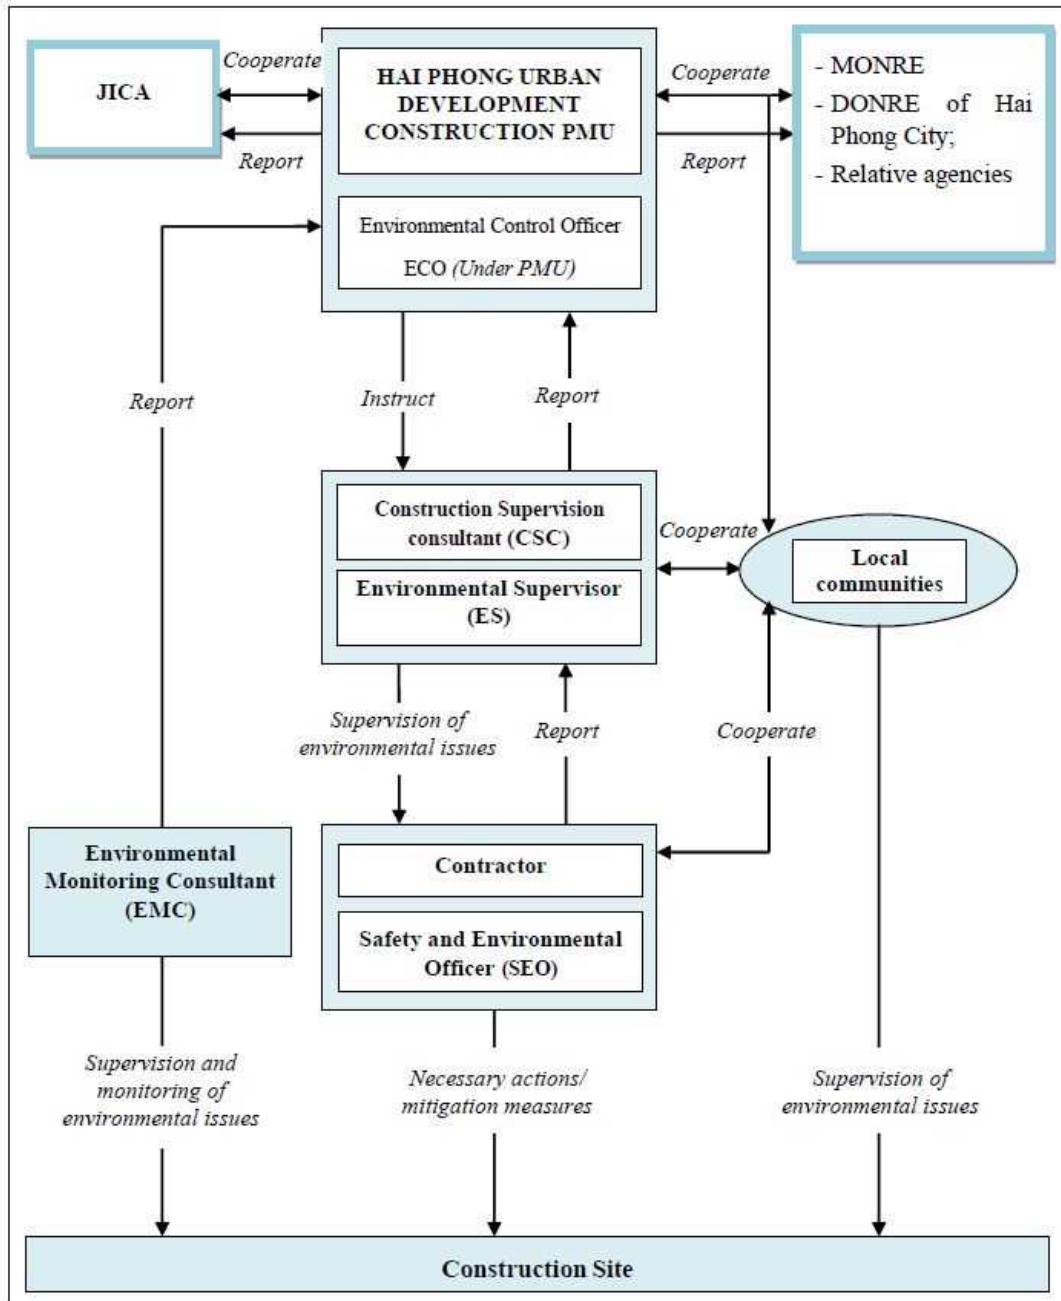 Cooperate
JICA
Report
HAI PHONG URBAN
DEVELOPMENT
CONSTRUCTION PMU
Environmental Control Officer
ECO (Under PMU)
Cooperate
Report
- MONRE
- DONRE of Hai
Phong City;
- Relative agencies
Report
Instruct
Report
Construction Supervision
consultant (CSC)
Environmental Supervisor
(ES)
Cooperate
Local
communities
Supervision of
environmental issues
Report
Cooperate
Environmental
Monitoring Consultant
(EMC)
Contractor
Safety and Environmental
Officer (SEO)
Supervision and
monitoring of
environmental issues
Necessary actions/
mitigation measures
Supervision of
environmental issues
Construction Site